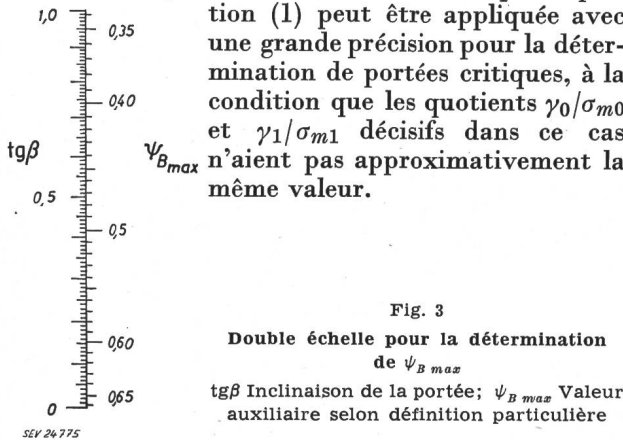 tion (1) peut être appliquée avec
une grande précision pour la déter-
mination de portées critiques, à la
condition que les quotients γ0/σm0
et γ1/σm1 décisifs dans ce cas
n'aient pas approximativement la
même valeur.
1,0
0,35
0,40
tgβ
ψB max
0,5
0,5
0,60
0,65
0
SEV 24775
Fig. 3
Double échelle pour la détermination
de ψB max
tgβ Inclinaison de la portée; ψB max Valeur
auxiliaire selon définition particulière